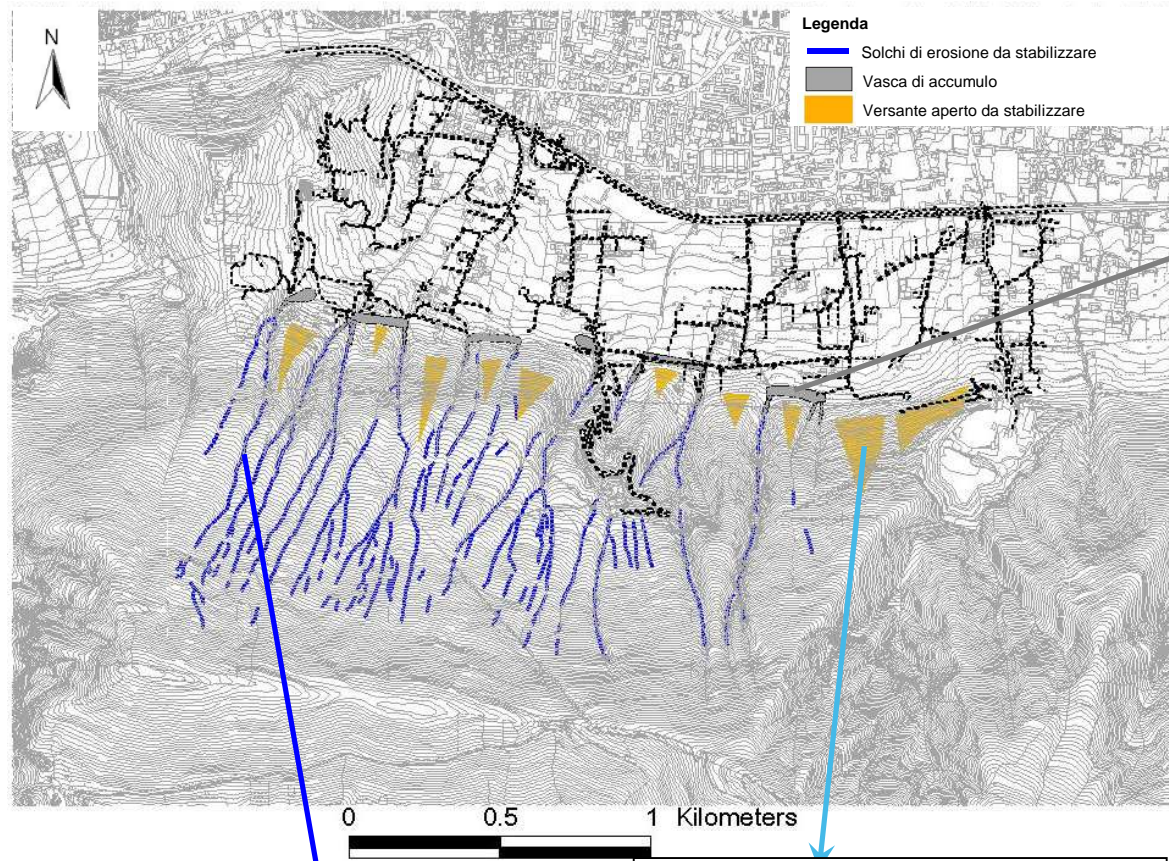 N
Legenda
Solchi di erosione da stabilizzare
Vasca di accumulo
Versante aperto da stabilizzare
0 0.5 1 Kilometers